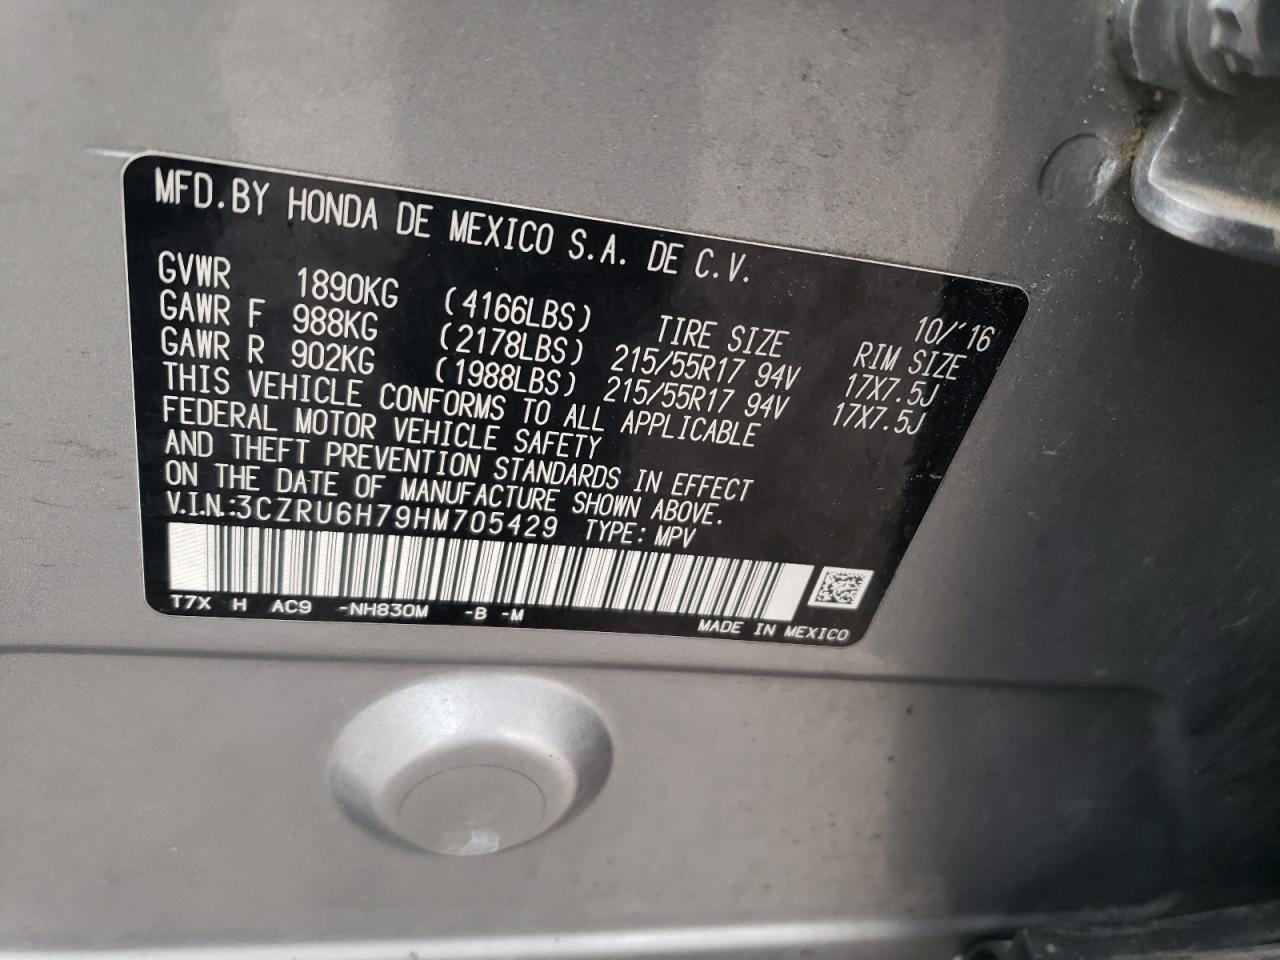 MFD.BY HONDA DE MEXICO S.A. DE C.V.
10/'16
GVWR 1890KG (4166LBS) TIRE SIZE RIM SIZE
GAWR F 988KG (2178LBS) 215/55R17 94V 17X7.5J
GAWR R 902KG (1988LBS) 215/55R17 94V 17X7.5J
THIS VEHICLE CONFORMS TO ALL APPLICABLE
FEDERAL MOTOR VEHICLE SAFETY
AND THEFT PREVENTION STANDARDS IN EFFECT
ON THE DATE OF MANUFACTURE SHOWN ABOVE.
V.I.N.:3CZRU6H79HM705429 TYPE: MPV
T7X H AC9 -NH830M -B -M
MADE IN MEXICO